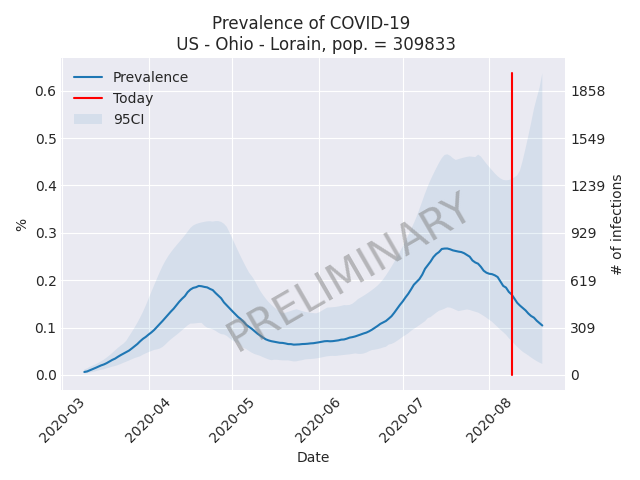 Prevalence of COVID-19
US - Ohio - Lorain, pop. = 309833
Prevalence
Today
95CI
PRELIMINARY
%
0.6
0.5
0.4
0.3
0.2
0.1
0.0
1858
1549
1239
929
619
309
0
# of infections
2020-03
2020-04
2020-05
2020-06
2020-07
2020-08
Date